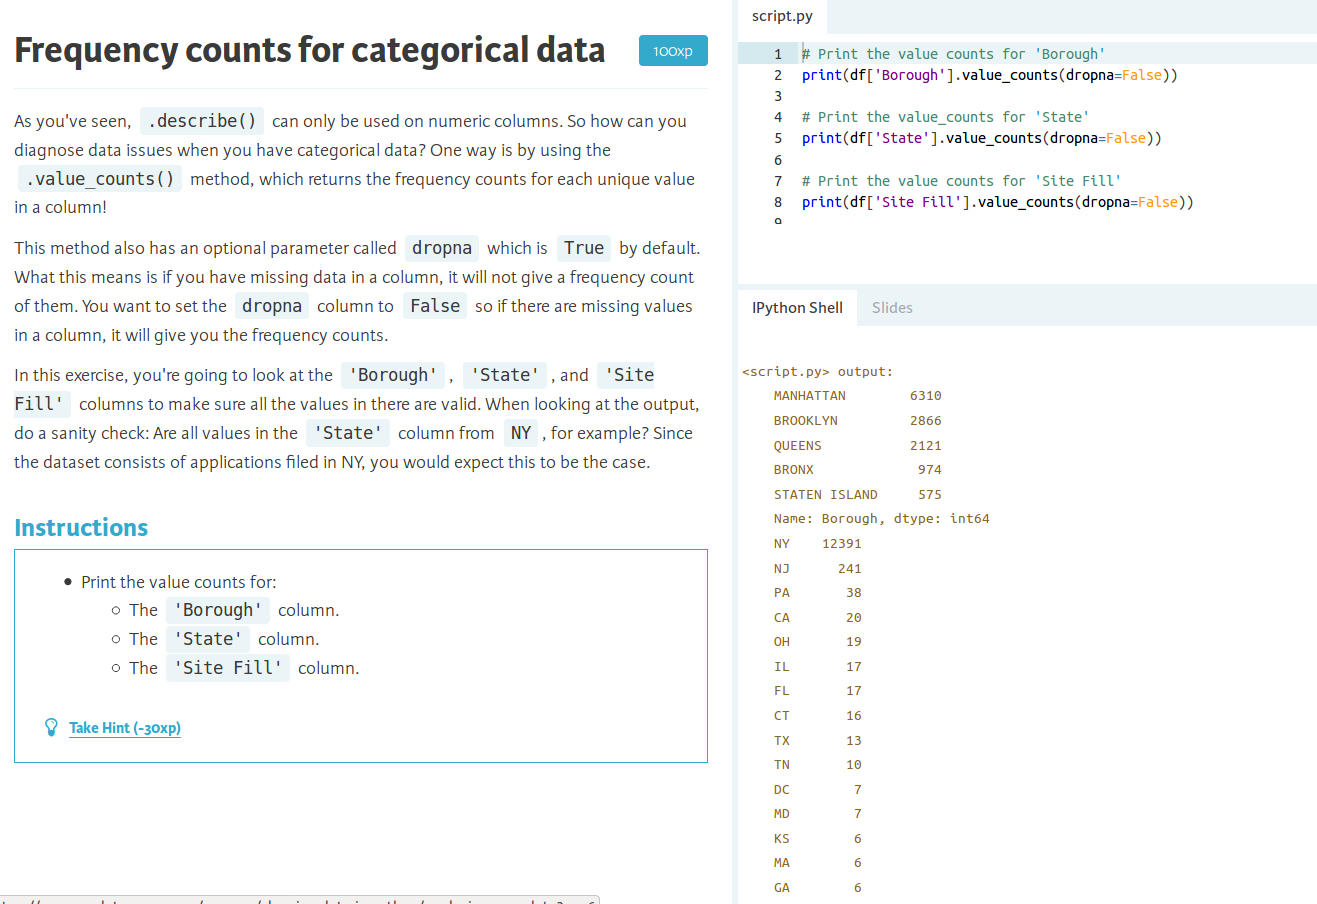 Frequency counts for categorical data
100xp
As you've seen, .describe() can only be used on numeric columns. So how can you
diagnose data issues when you have categorical data? One way is by using the
.value_counts() method, which returns the frequency counts for each unique value
in a column!
This method also has an optional parameter called dropna which is True by default.
What this means is if you have missing data in a column, it will not give a frequency count
of them. You want to set the dropna column to False so if there are missing values
in a column, it will give you the frequency counts.
In this exercise, you're going to look at the 'Borough' , 'State' , and 'Site
Fill' columns to make sure all the values in there are valid. When looking at the output,
do a sanity check: Are all values in the 'State' column from NY , for example? Since
the dataset consists of applications filed in NY, you would expect this to be the case.
Instructions
• Print the value counts for:
○ The 'Borough' column.
○ The 'State' column.
○ The 'Site Fill' column.
Take Hint (-30xp)
script.py
1 # Print the value counts for 'Borough'
2 print(df['Borough'].value_counts(dropna=False))
3
4 # Print the value_counts for 'State'
5 print(df['State'].value_counts(dropna=False))
6
7 # Print the value counts for 'Site Fill'
8 print(df['Site Fill'].value_counts(dropna=False))
9
IPython Shell Slides
<script.py> output:
MANHATTAN 6310
BROOKLYN 2866
QUEENS 2121
BRONX 974
STATEN ISLAND 575
Name: Borough, dtype: int64
NY 12391
NJ 241
PA 38
CA 20
OH 19
IL 17
FL 17
CT 16
TX 13
TN 10
DC 7
MD 7
KS 6
MA 6
GA 6